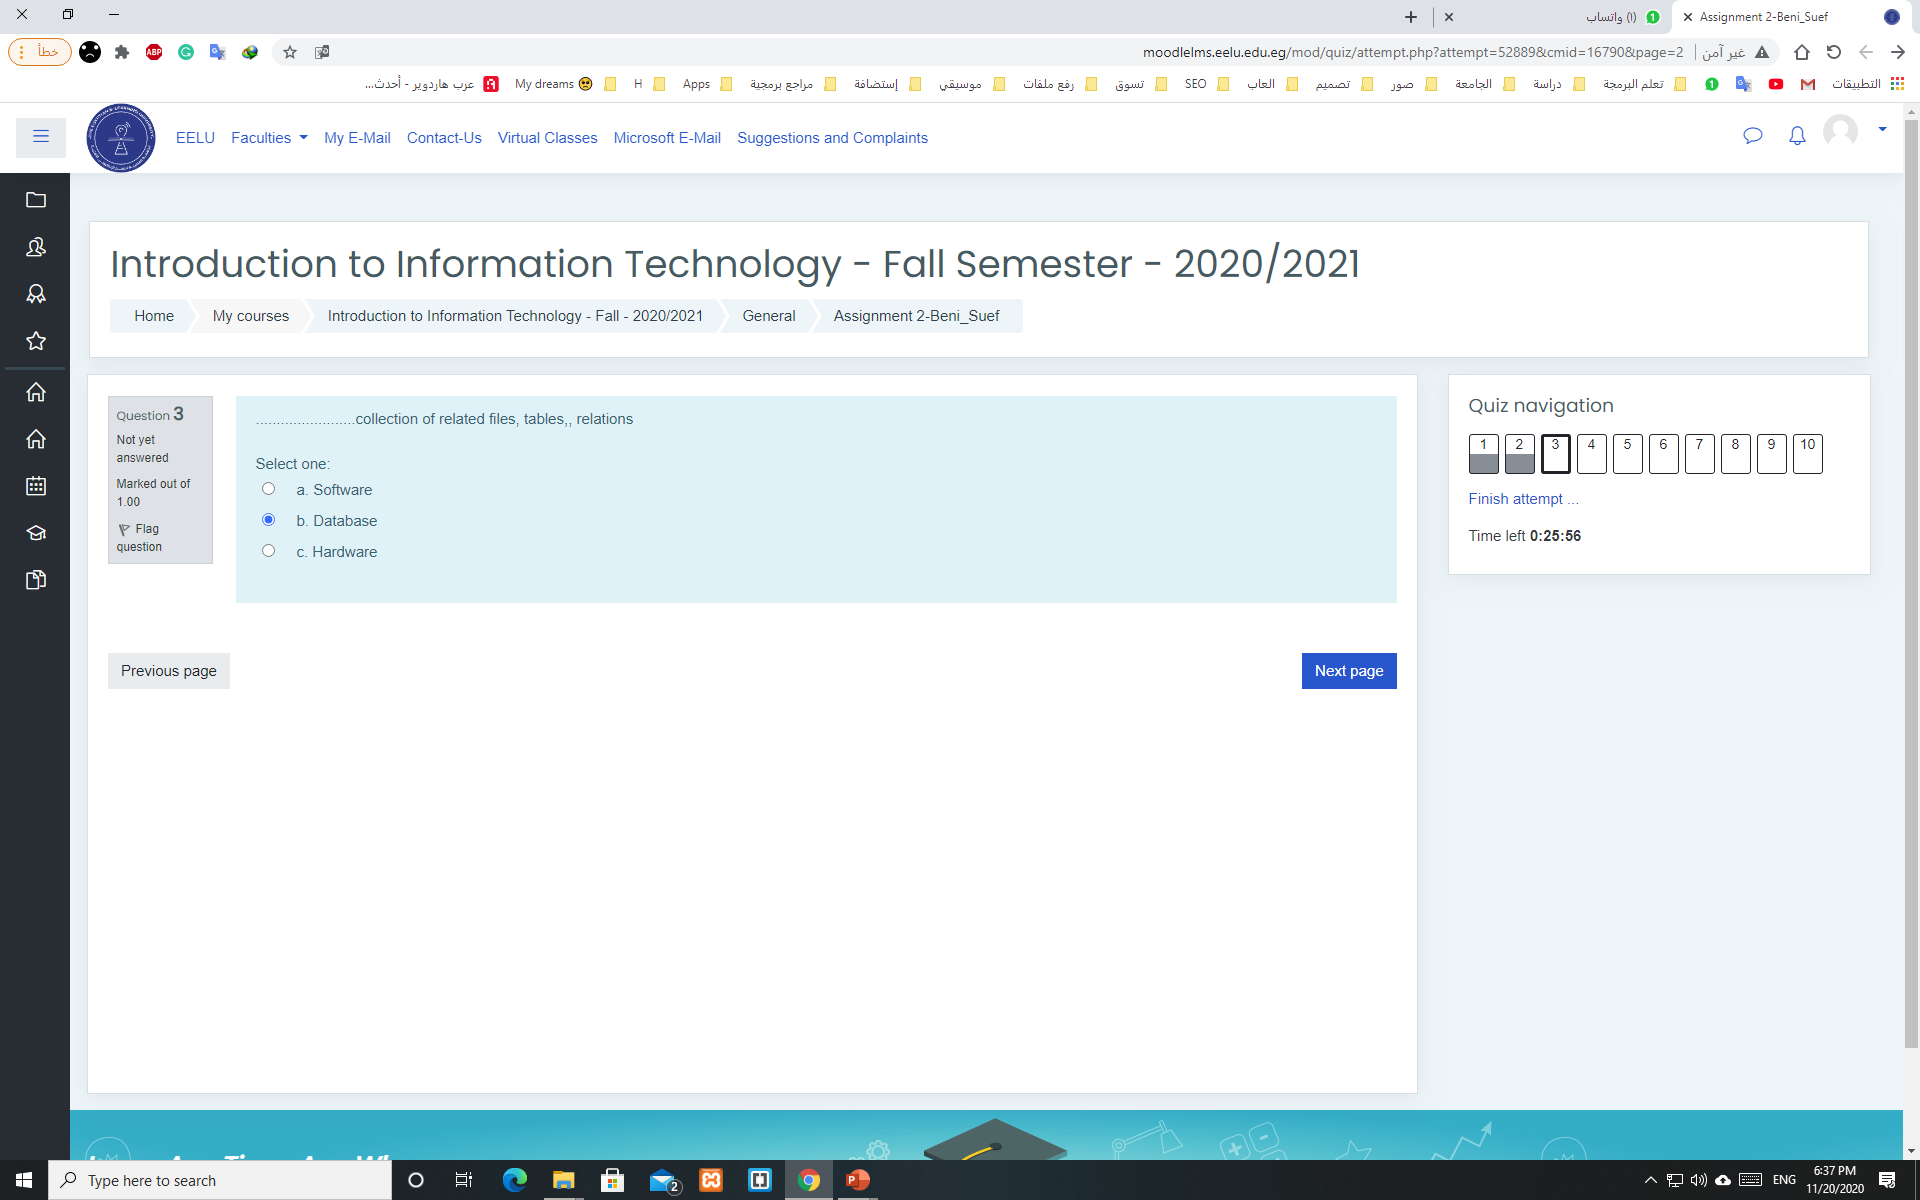 (۱) واتساب
Assignment 2-Beni_Suef
خطأ
ABP
moodlelms.eelu.edu.eg/mod/quiz/attempt.php?attempt=52889&cmid=16790&page=2
غير آمن
التطبيقات
تعلم البرمجة
دراسة
الجامعة
صور
تصميم
العاب
SEO
تسوق
رفع ملفات
موسيقي
إستضافة
مراجع برمجية
Apps
H
My dreams
عرب هاردوير - أحدث...
EELU
Faculties
My E-Mail
Contact-Us
Virtual Classes
Microsoft E-Mail
Suggestions and Complaints
Introduction to Information Technology - Fall Semester - 2020/2021
Home
My courses
Introduction to Information Technology - Fall - 2020/2021
General
Assignment 2-Beni_Suef
Question 3
Not yet
answered
Marked out of
1.00
Flag
question
........................collection of related files, tables,, relations
Select one:
a. Software
b. Database
c. Hardware
Previous page
Next page
Quiz navigation
1 2 3 4 5 6 7 8 9 10
Finish attempt ...
Time left 0:25:56
Type here to search
2
ENG
6:37 PM
11/20/2020